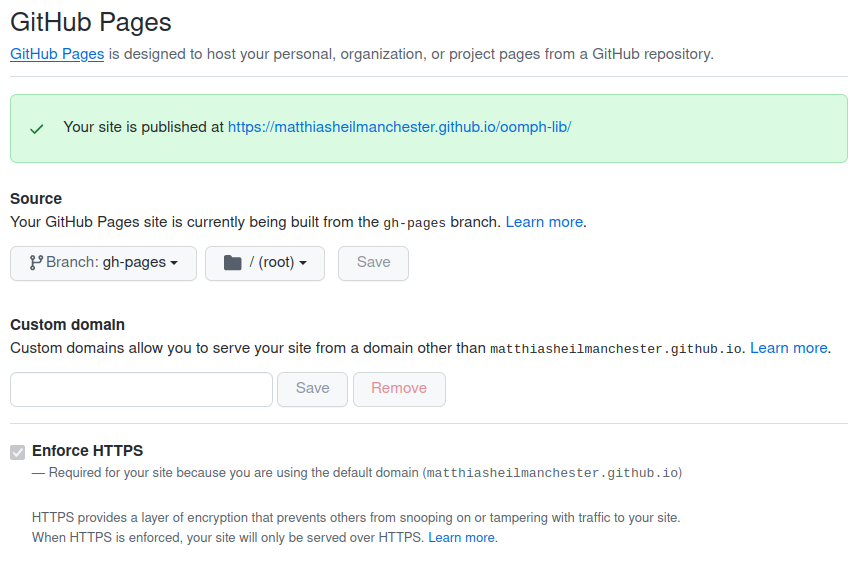 GitHub Pages
GitHub Pages is designed to host your personal, organization, or project pages from a GitHub repository.
Your site is published at https://matthiasheilmanchester.github.io/oomph-lib/
Source
Your GitHub Pages site is currently being built from the gh-pages branch. Learn more.
Branch: gh-pages / (root) Save
Custom domain
Custom domains allow you to serve your site from a domain other than matthiasheilmanchester.github.io. Learn more.
Save Remove
Enforce HTTPS
— Required for your site because you are using the default domain (matthiasheilmanchester.github.io)
HTTPS provides a layer of encryption that prevents others from snooping on or tampering with traffic to your site.
When HTTPS is enforced, your site will only be served over HTTPS. Learn more.